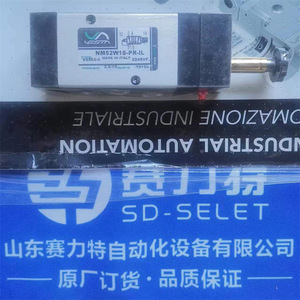 NM52W1S-PR-IL
MADE IN ITALY
OMAZIONE INDUSTRIALE
INDUSTRIAL AUTOMATION
赛力特
SD-SELET
山东赛力特自动化设备有限公司
原厂订货·品质保证